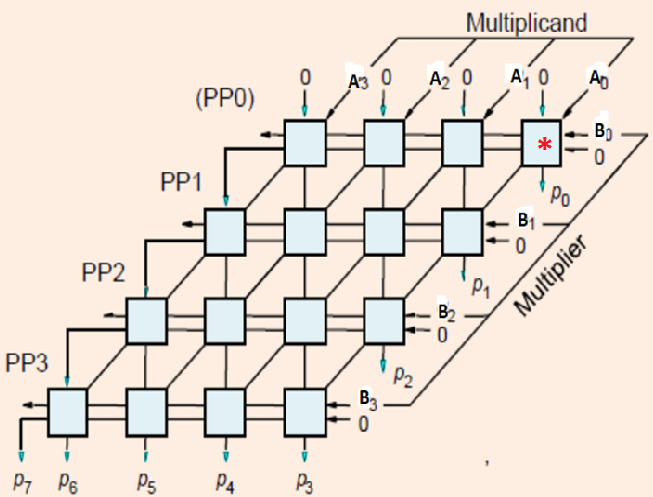 Multiplicand
0 A3 0 A2 0 A1 0 A0
(PP0)
B0
*
0
PP1
p0
B1
0
PP2
p1
Multiplier
B2
0
PP3
p2
B3
0
p7 p6 p5 p4 p3
,